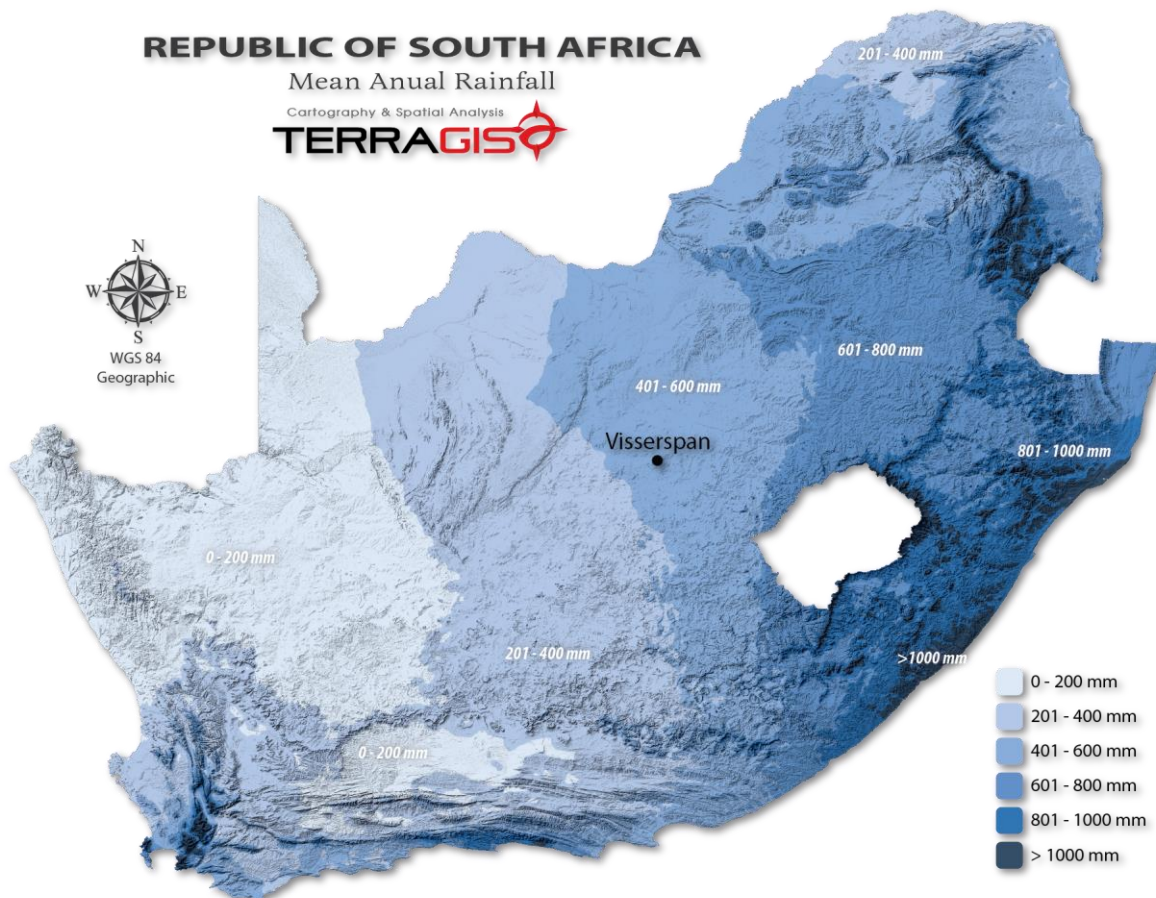 REPUBLIC OF SOUTH AFRICA
Mean Anual Rainfall
Cartography & Spatial Analysis
TERRAGIS
201 - 400 mm
N
W E
S
WGS 84
Geographic
601 - 800 mm
401 - 600 mm
Visserspan
801 - 1000 mm
0 - 200 mm
201 - 400 mm
>1000 mm
0 - 200 mm
0 - 200 mm
201 - 400 mm
401 - 600 mm
601 - 800 mm
801 - 1000 mm
> 1000 mm